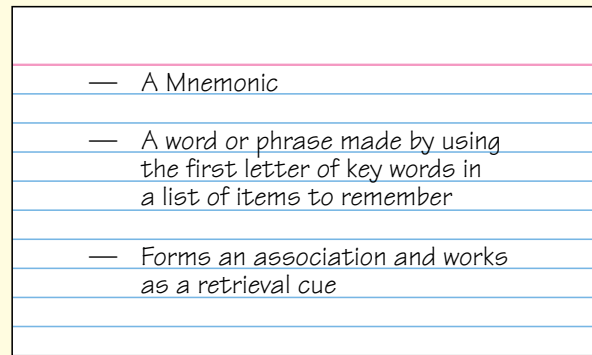 — A Mnemonic
— A word or phrase made by using
the first letter of key words in
a list of items to remember
— Forms an association and works
as a retrieval cue